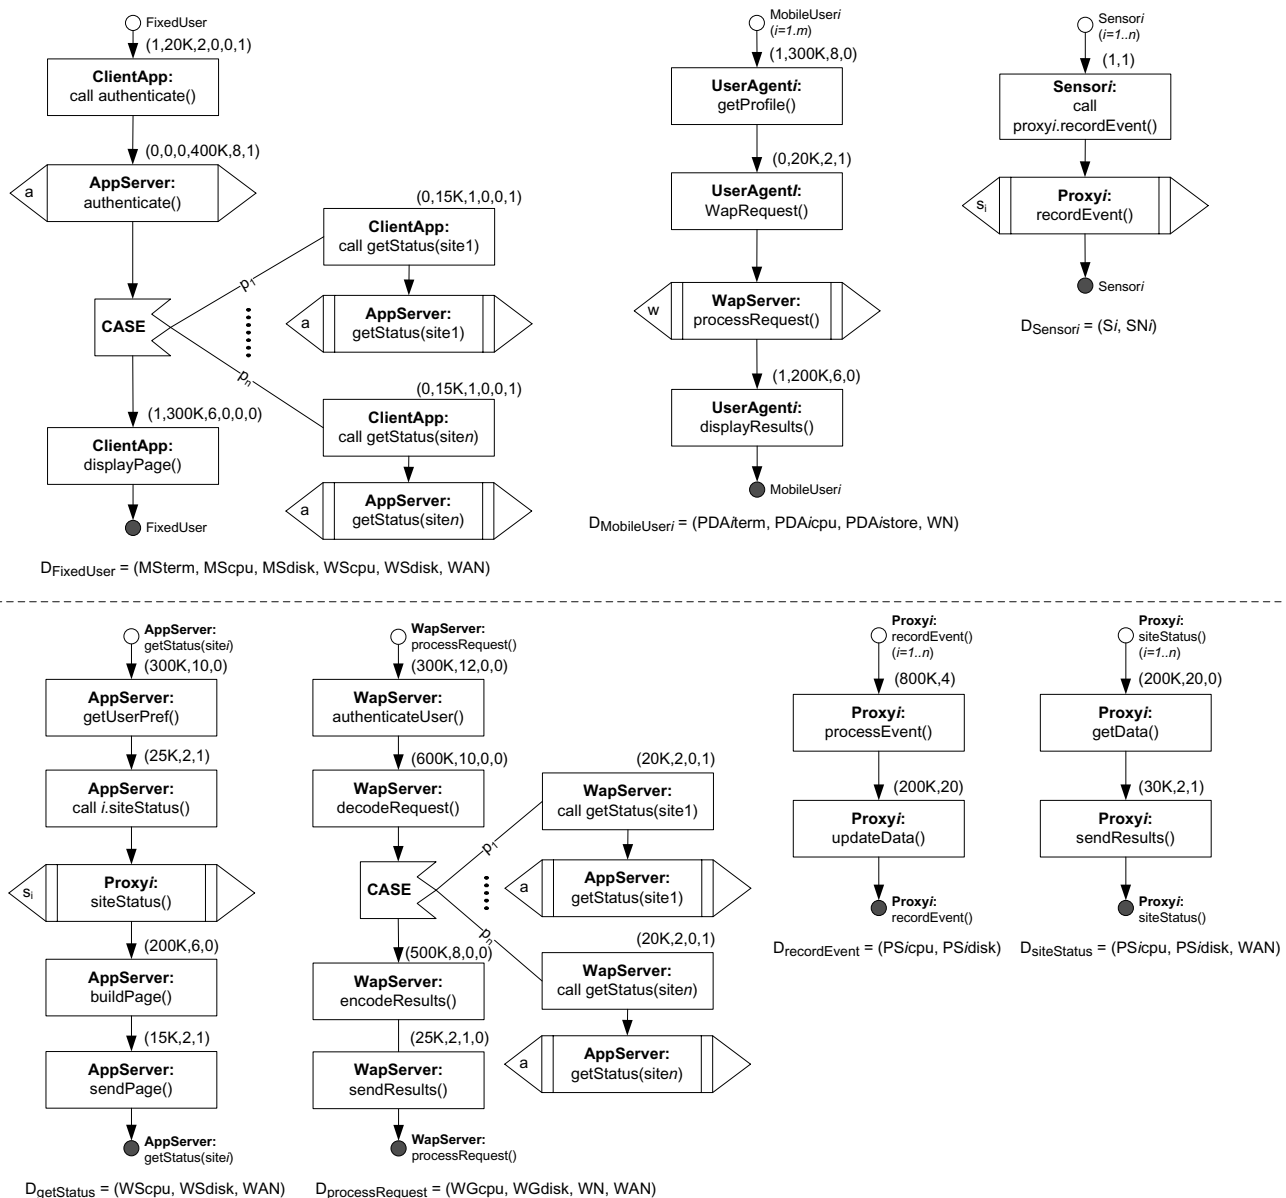 FixedUser
(1,20K,2,0,0,1)
ClientApp:
call authenticate()
(0,0,0,400K,8,1)
a
AppServer:
authenticate()
CASE
p1
pn
(0,15K,1,0,0,1)
ClientApp:
call getStatus(site1)
a
AppServer:
getStatus(site1)
(0,15K,1,0,0,1)
ClientApp:
call getStatus(siten)
a
AppServer:
getStatus(siten)
(1,300K,6,0,0,0)
ClientApp:
displayPage()
FixedUser
DFixedUser = (MSterm, MScpu, MSdisk, WScpu, WSdisk, WAN)
MobileUseri
(i=1.m)
(1,300K,8,0)
UserAgenti:
getProfile()
(0,20K,2,1)
UserAgentI:
WapRequest()
w
WapServer:
processRequest()
(1,200K,6,0)
UserAgenti:
displayResults()
MobileUseri
DMobileUseri = (PDAiterm, PDAicpu, PDAistore, WN)
Sensori
(i=1..n)
(1,1)
Sensori:
call
proxyi.recordEvent()
si
Proxyi:
recordEvent()
Sensori
DSensori = (Si, SNi)
AppServer:
getStatus(sitei)
(300K,10,0)
AppServer:
getUserPref()
(25K,2,1)
AppServer:
call i.siteStatus()
si
Proxyi:
siteStatus()
(200K,6,0)
AppServer:
buildPage()
(15K,2,1)
AppServer:
sendPage()
AppServer:
getStatus(sitei)
DgetStatus = (WScpu, WSdisk, WAN)
WapServer:
processRequest()
(300K,12,0,0)
WapServer:
authenticateUser()
(600K,10,0,0)
WapServer:
decodeRequest()
CASE
p1
pn
(20K,2,0,1)
WapServer:
call getStatus(site1)
a
AppServer:
getStatus(site1)
(20K,2,0,1)
WapServer:
call getStatus(siten)
a
AppServer:
getStatus(siten)
(500K,8,0,0)
WapServer:
encodeResults()
(25K,2,1,0)
WapServer:
sendResults()
WapServer:
processRequest()
DprocessRequest = (WGcpu, WGdisk, WN, WAN)
Proxyi:
recordEvent()
(i=1..n)
(800K,4)
Proxyi:
processEvent()
(200K,20)
Proxyi:
updateData()
Proxyi:
recordEvent()
DrecordEvent = (PSicpu, PSidisk)
Proxyi:
siteStatus()
(i=1..n)
(200K,20,0)
Proxyi:
getData()
(30K,2,1)
Proxyi:
sendResults()
Proxyi:
siteStatus()
DsiteStatus = (PSicpu, PSidisk, WAN)